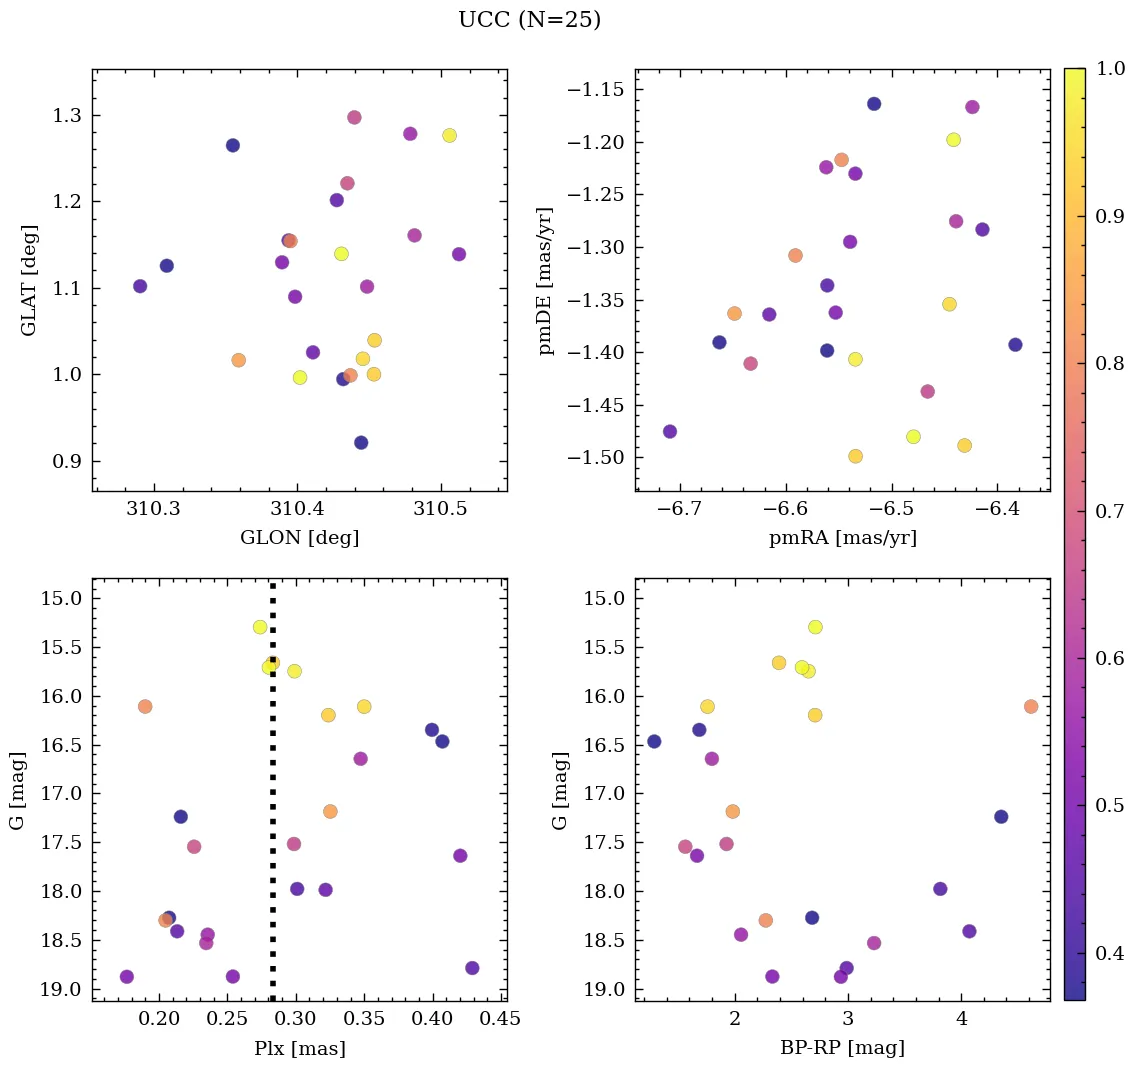 UCC (N=25)
1.3
1.2
1.1
1.0
0.9
GLAT [deg]
310.3 310.4 310.5
GLON [deg]
−1.15
−1.20
−1.25
−1.30
−1.35
−1.40
−1.45
−1.50
pmDE [mas/yr]
−6.7 −6.6 −6.5 −6.4
pmRA [mas/yr]
15.0
15.5
16.0
16.5
17.0
17.5
18.0
18.5
19.0
G [mag]
0.20 0.25 0.30 0.35 0.40 0.45
Plx [mas]
15.0
15.5
16.0
16.5
17.0
17.5
18.0
18.5
19.0
G [mag]
2 3 4
BP-RP [mag]
1.0
0.9
0.8
0.7
0.6
0.5
0.4